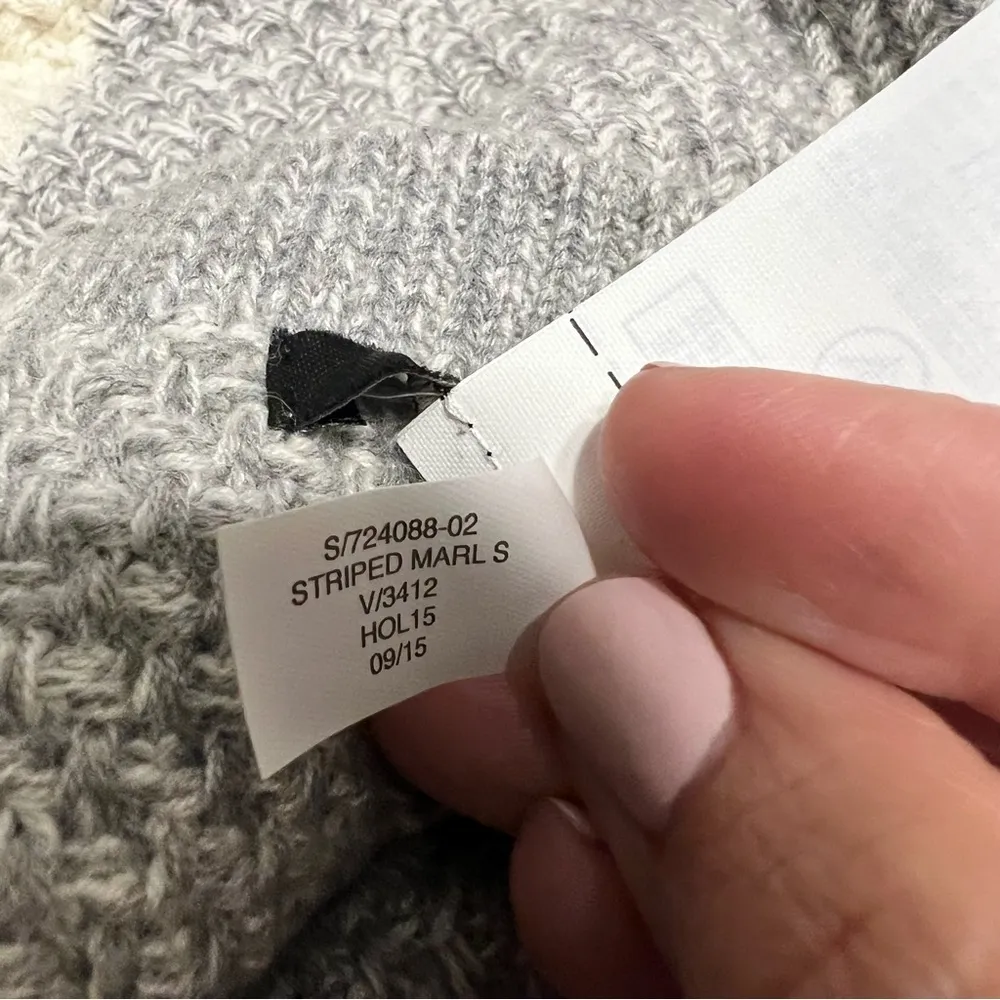 S/724088-02
STRIPED MARL S
V/3412
HOL15
09/15